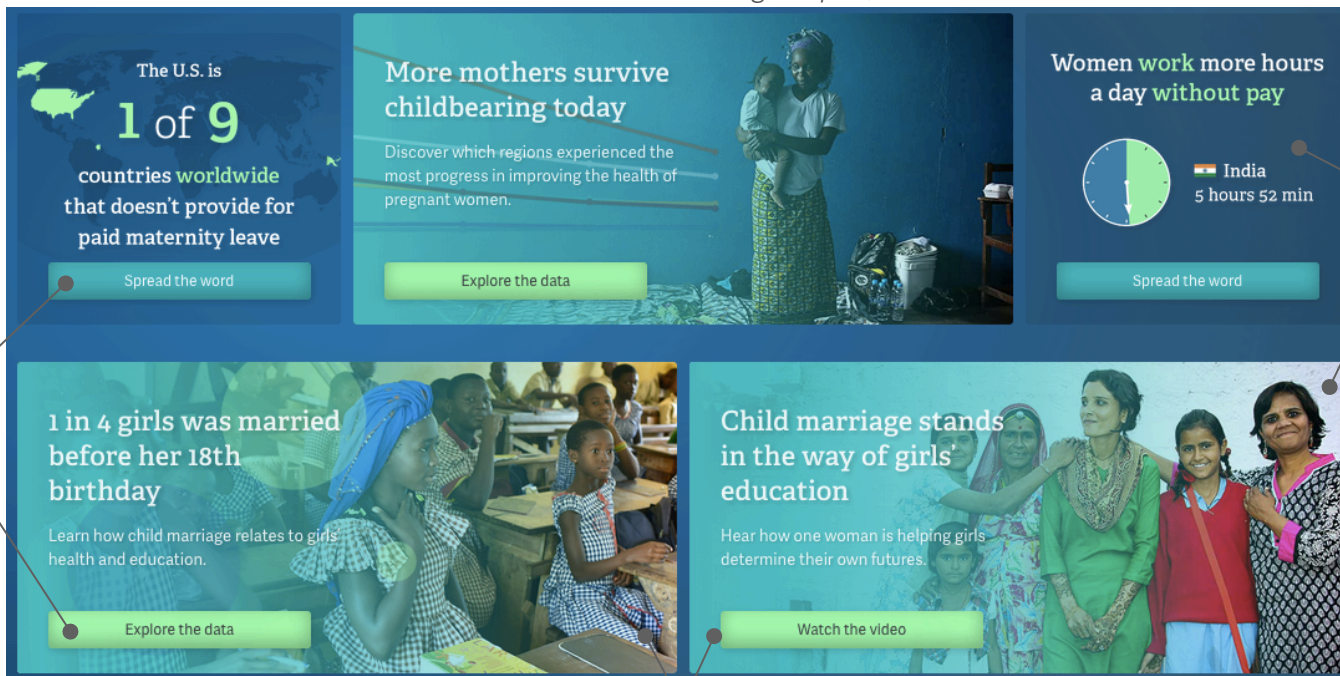 The U.S. is
1 of 9
countries worldwide
that doesn't provide for
paid maternity leave
Spread the word
More mothers survive
childbearing today
Discover which regions experienced the
most progress in improving the health of
pregnant women.
Explore the data
Women work more hours
a day without pay
India
5 hours 52 min
Spread the word
1 in 4 girls was married
before her 18th
birthday
Learn how child marriage relates to girls'
health and education.
Explore the data
Child marriage stands
in the way of girls'
education
Hear how one woman is helping girls
determine their own futures.
Watch the video